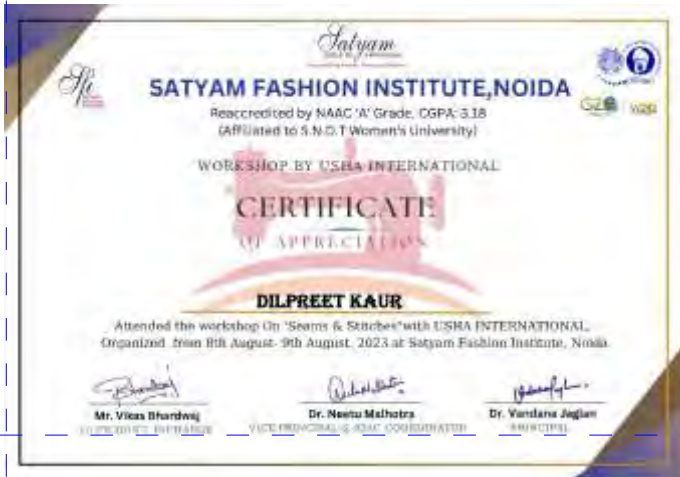 Satyam
Sfi
SATYAM FASHION INSTITUTE,NOIDA
Reaccredited by NAAC 'A' Grade, CGPA: 3.18
(Affiliated to S.N.D.T Women's University)
WORKSHOP BY USHA INTERNATIONAL
CERTIFICATE
OF APPRECIATION
DILPREET KAUR
Attended the workshop On "Seams & Stitches"with USHA INTERNATIONAL,
Organized from 8th August- 9th August, 2023 at Satyam Fashion Institute, Noida
Mr. Vikas Bhardwaj
Dr. Neetu Malhotra
Dr. Vandana Jaglan
VICE PRINCIPAL & IQAC COORDINATOR
PRINCIPAL